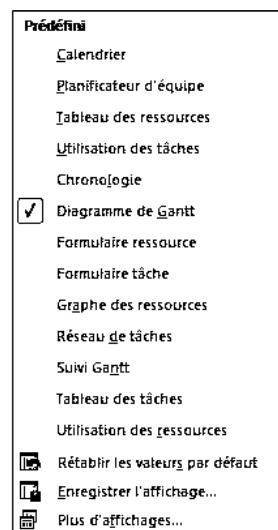 Prédéfini
Calendrier
Planificateur d'équipe
Tableau des ressources
Utilisation des tâches
Chronologie
Diagramme de Gantt
Formulaire ressource
Formulaire tâche
Graphe des ressources
Réseau de tâches
Suivi Gantt
Tableau des tâches
Utilisation des ressources
Rétablir les valeurs par défaut
Enregistrer l'affichage...
Plus d'affichages...